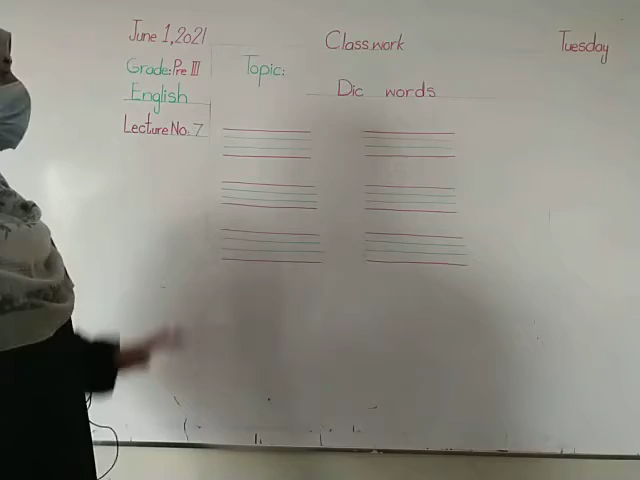 June 1,2021 Classwork Tuesday
Grade: Pre III Topic:
English Dic words
Lecture No. 7